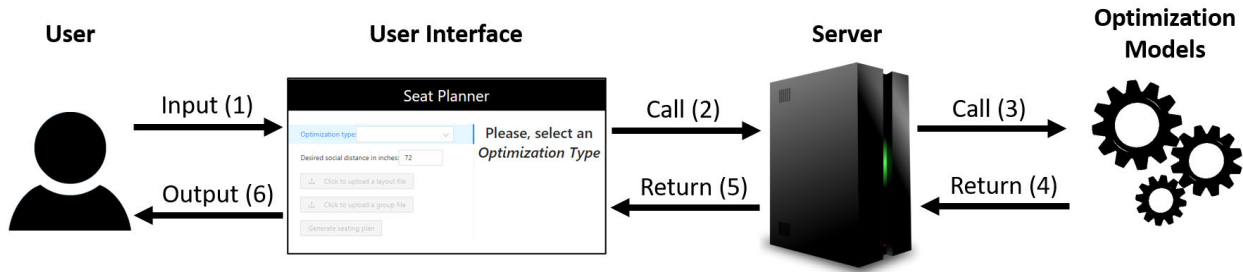 User
User Interface
Server
Optimization
Models
Input (1)
Output (6)
Seat Planner
Optimization type:
Desired social distance in inches: 72
Click to upload a layout file
Click to upload a group file
Generate seating plan
Please, select an
Optimization Type
Call (2)
Return (5)
Call (3)
Return (4)